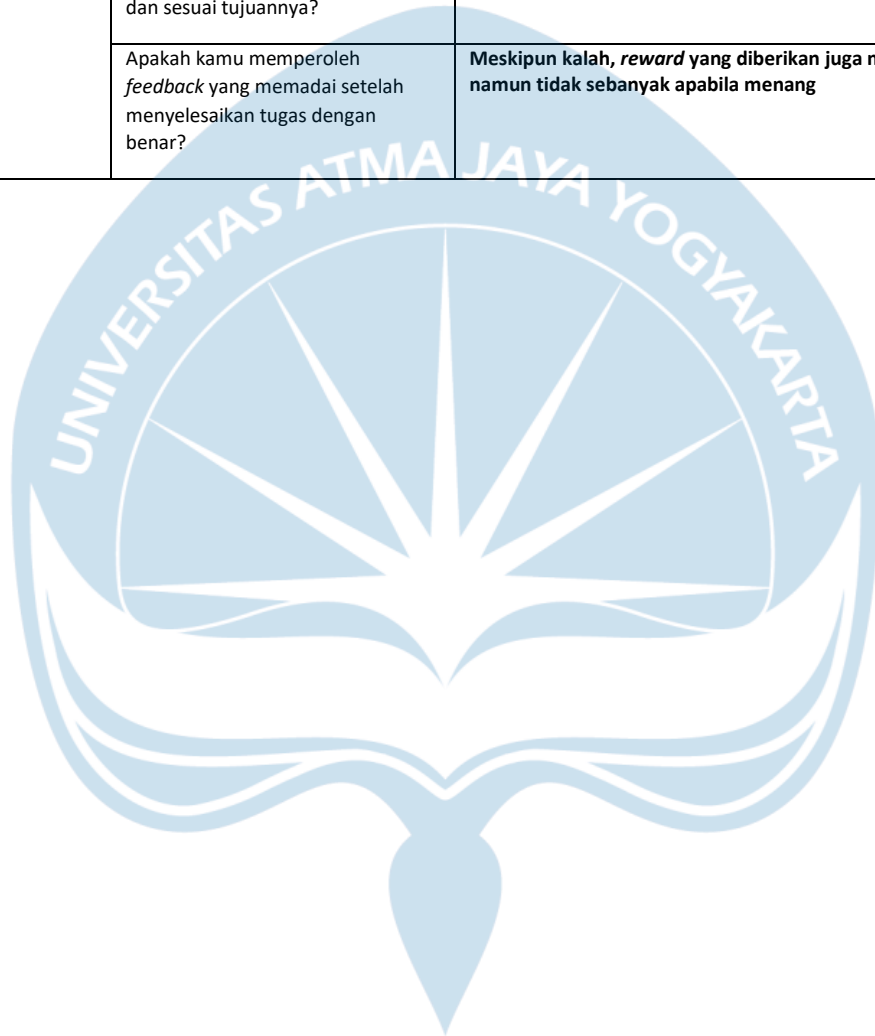 dan sesuai tujuannya?
Apakah kamu memperoleh
feedback yang memadai setelah
menyelesaikan tugas dengan
benar?
Meskipun kalah, reward yang diberikan juga
namun tidak sebanyak apabila menang
UNIVERSITAS ATMA JAYA YOGYAKARTA